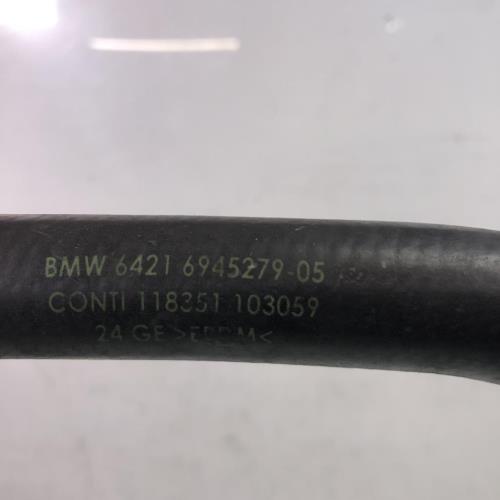 BMW 6421 6945279-05
CONTI 118351 103059
24 GE >EPDM<